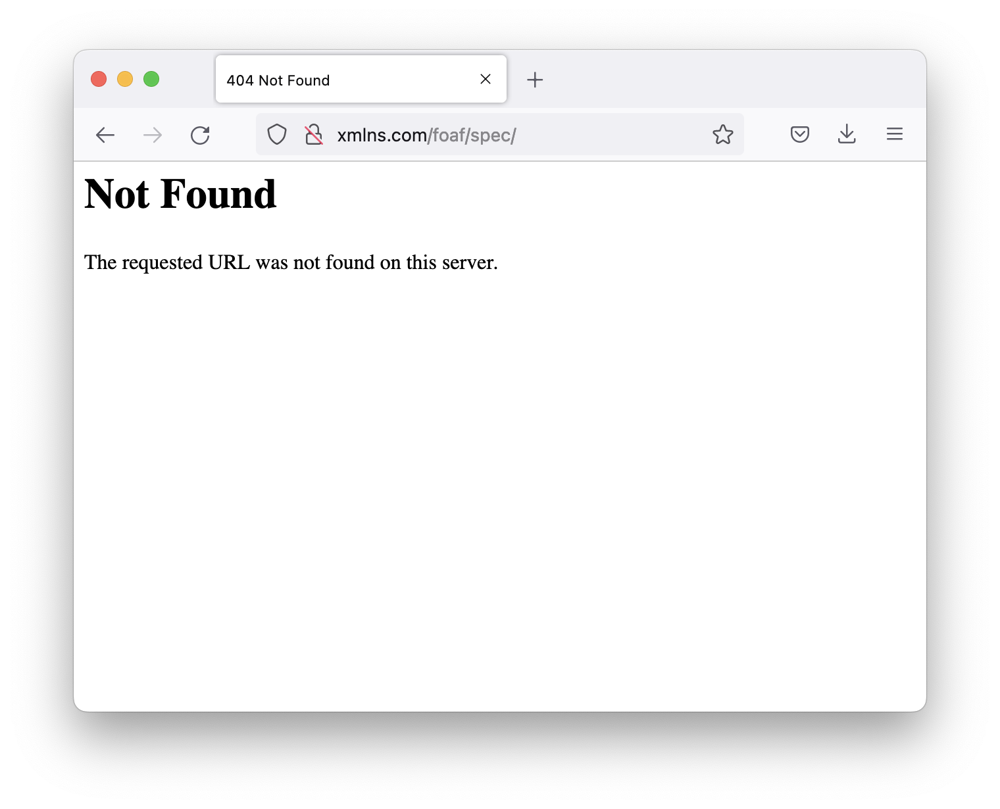 404 Not Found
xmlns.com/foaf/spec/
Not Found
The requested URL was not found on this server.